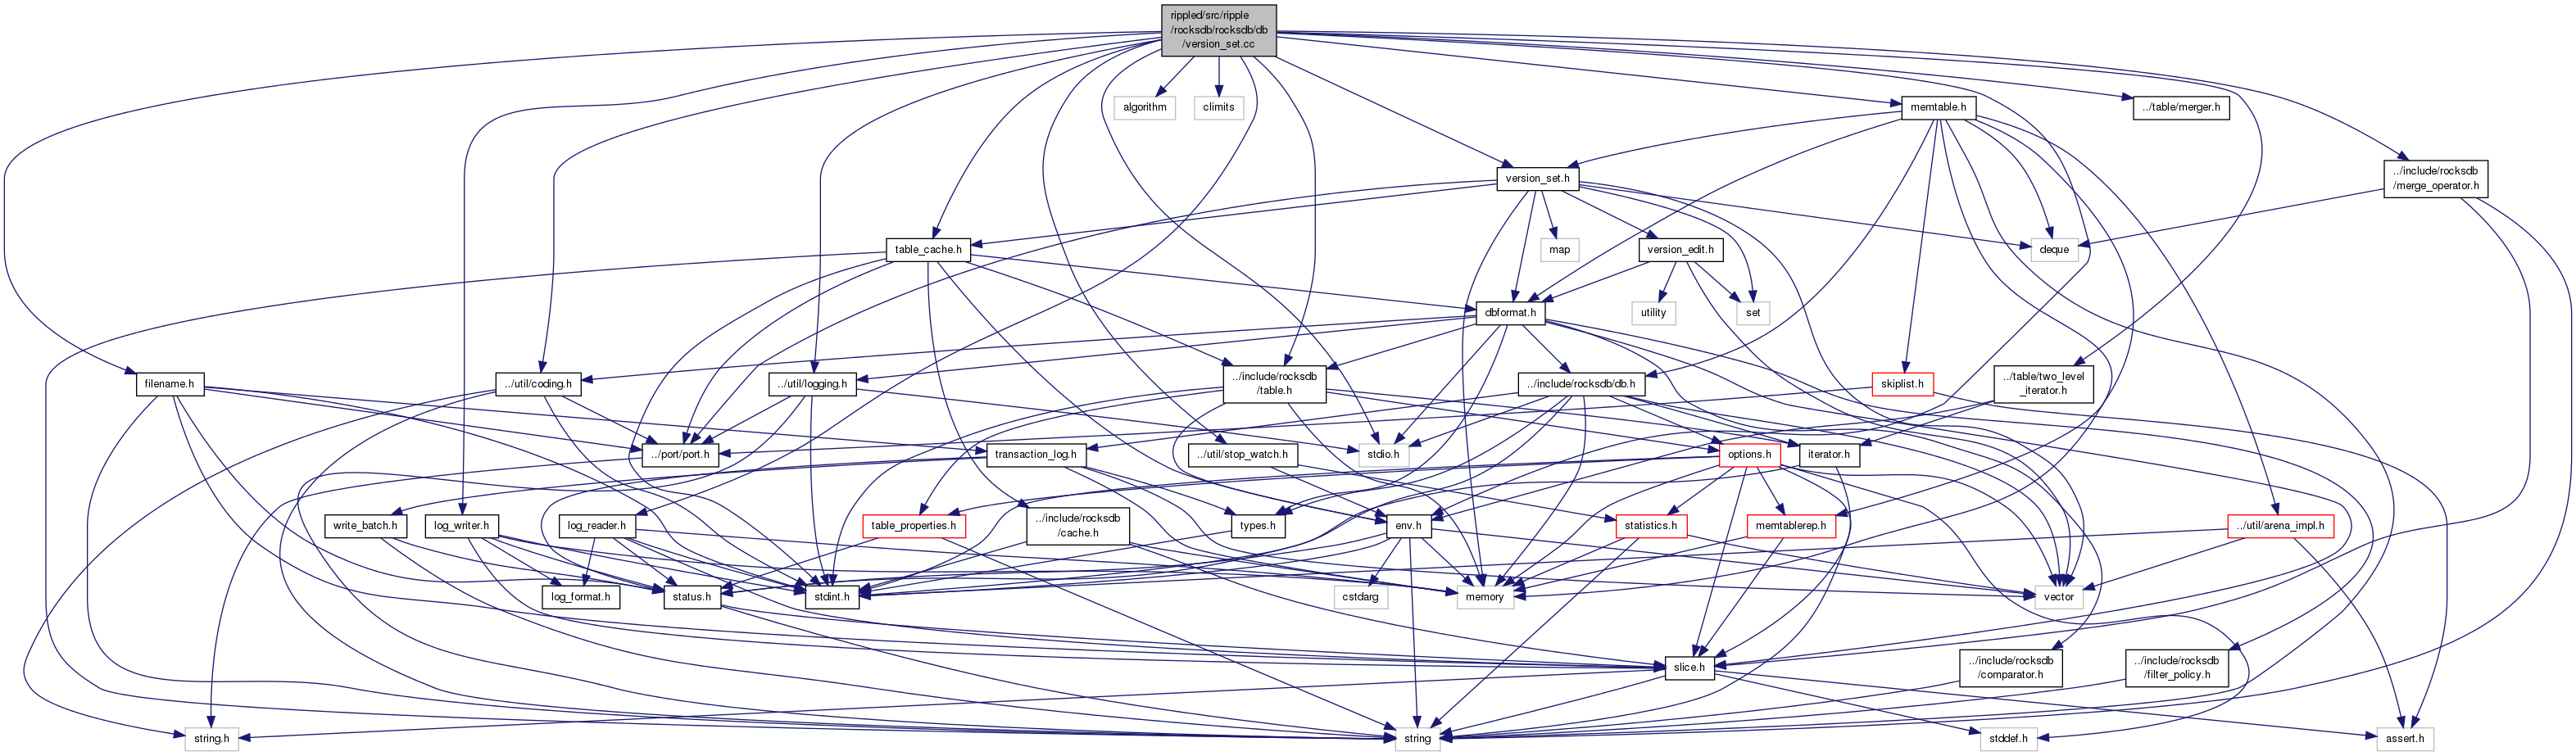 rippled/src/ripple
/rocksdb/rocksdb/db
/version_set.cc
algorithm
climits
memtable.h
../table/merger.h
version_set.h
../include/rocksdb
/merge_operator.h
table_cache.h
map
version_edit.h
deque
dbformat.h
utility
set
filename.h
../util/coding.h
../util/logging.h
../include/rocksdb
/table.h
../include/rocksdb/db.h
skiplist.h
../table/two_level
_iterator.h
../port/port.h
transaction_log.h
../util/stop_watch.h
stdio.h
options.h
iterator.h
write_batch.h
log_writer.h
log_reader.h
table_properties.h
../include/rocksdb
/cache.h
types.h
env.h
statistics.h
memtablerep.h
../util/arena_impl.h
log_format.h
status.h
stdint.h
cstdarg
memory
vector
slice.h
../include/rocksdb
/comparator.h
../include/rocksdb
/filter_policy.h
string.h
string
stddef.h
assert.h